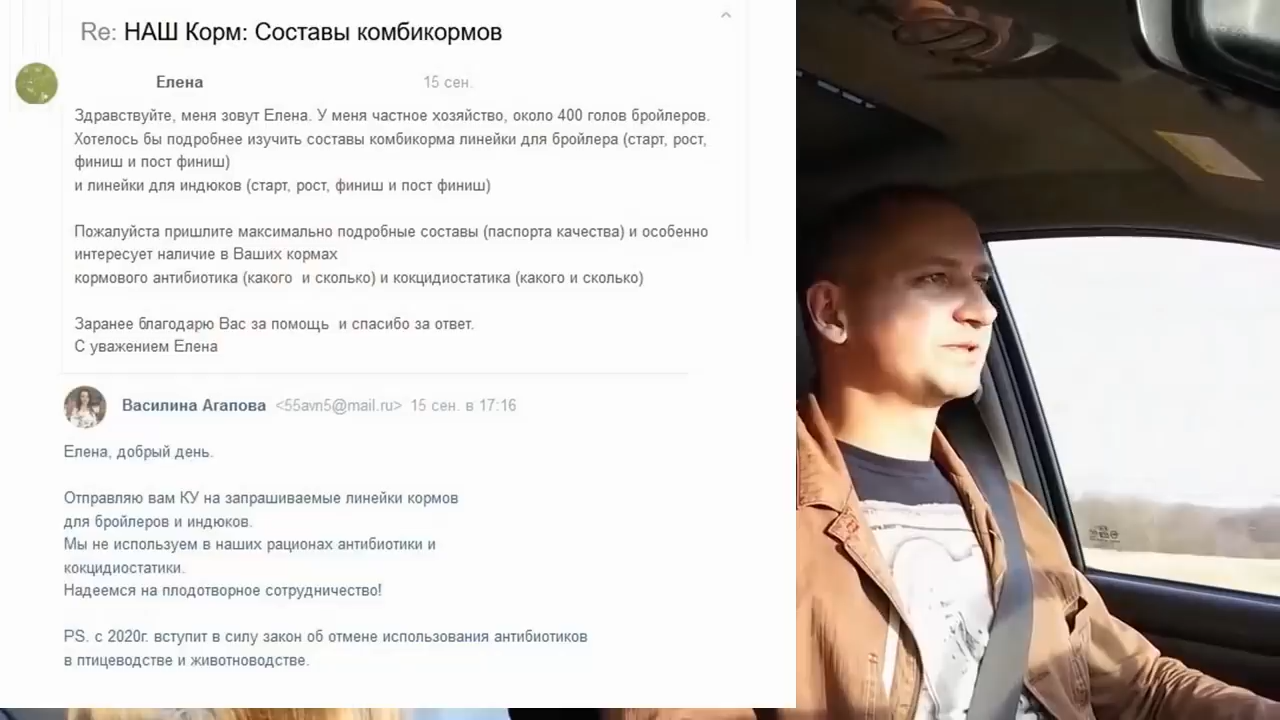 Re: НАШ Корм: Составы комбикормов
Елена 15 сен.
Здравствуйте, меня зовут Елена. У меня частное хозяйство, около 400 голов бройлеров.
Хотелось бы подробнее изучить составы комбикорма линейки для бройлера (старт, рост,
финиш и пост финиш)
и линейки для индюков (старт, рост, финиш и пост финиш)
Пожалуйста пришлите максимально подробные составы (паспорта качества) и особенно
интересует наличие в Ваших кормах
кормового антибиотика (какого и сколько) и кокцидиостатика (какого и сколько)
Заранее благодарю Вас за помощь и спасибо за ответ.
С уважением Елена
Василина Агапова <55avn5@mail.ru> 15 сен. в 17:16
Елена, добрый день.
Отправляю вам КУ на запрашиваемые линейки кормов
для бройлеров и индюков.
Мы не используем в наших рационах антибиотики и
кокцидиостатики.
Надеемся на плодотворное сотрудничество!
PS. с 2020г. вступит в силу закон об отмене использования антибиотиков
в птицеводстве и животноводстве.